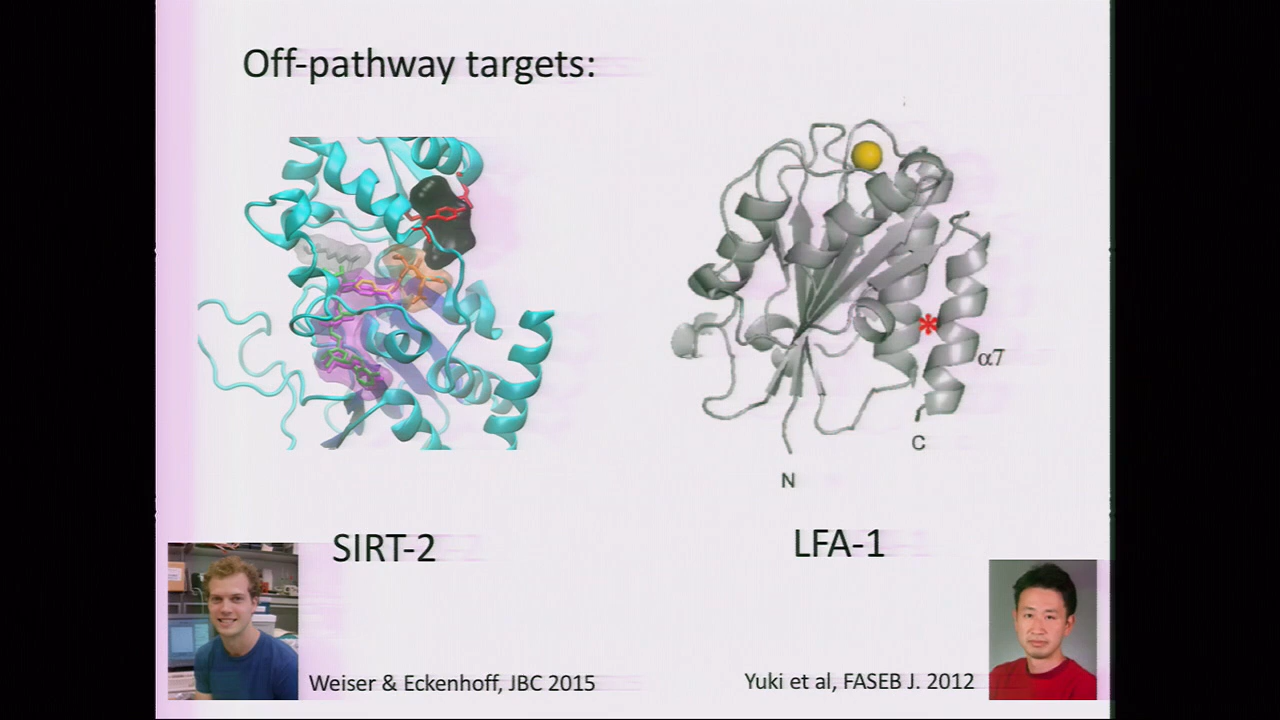 Off-pathway targets:
α7
C
N
SIRT-2
LFA-1
Weiser & Eckenhoff, JBC 2015
Yuki et al, FASEB J. 2012